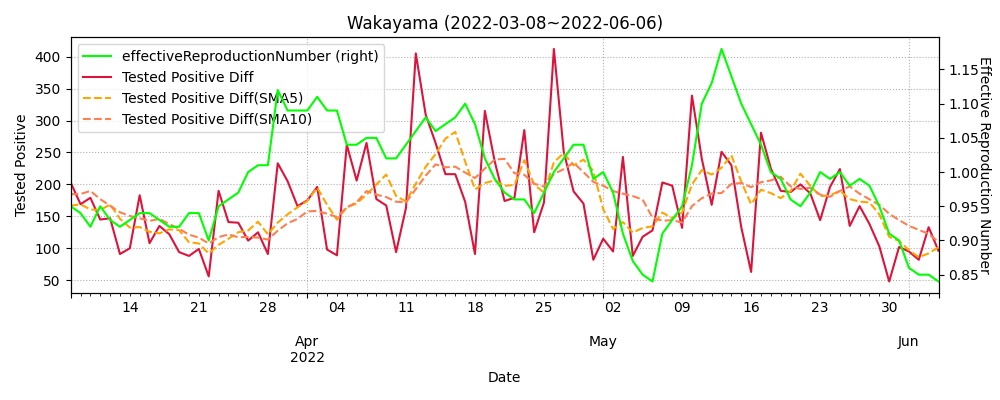 Wakayama (2022-03-08~2022-06-06)
effectiveReproductionNumber (right)
Tested Positive Diff
Tested Positive Diff(SMA5)
Tested Positive Diff(SMA10)
Tested Positive
400
350
300
250
200
150
100
50
1.15
1.10
1.05
1.00
0.95
0.90
0.85
Effective Reproduction Number
14 21 28 04 11 18 25 02 09 16 23 30
Apr May Jun
2022
Date